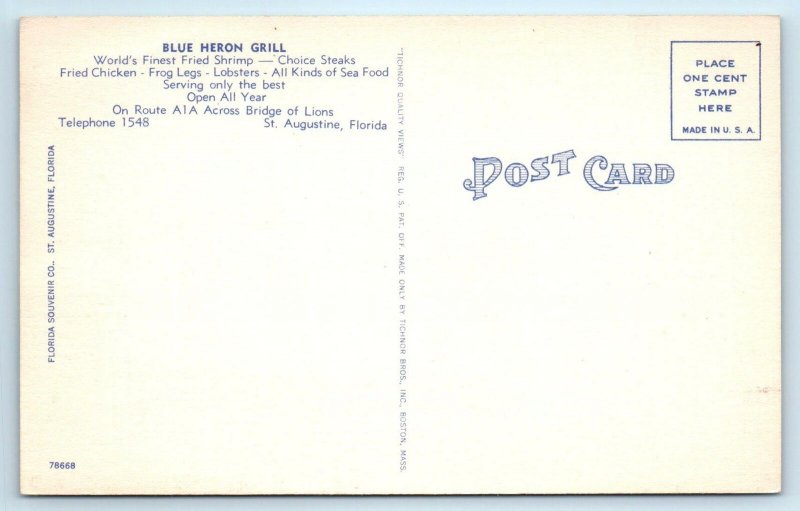 BLUE HERON GRILL
World's Finest Fried Shrimp — Choice Steaks
Fried Chicken - Frog Legs - Lobsters - All Kinds of Sea Food
Serving only the best
Open All Year
On Route A1A Across Bridge of Lions
Telephone 1548 St. Augustine, Florida
FLORIDA SOUVENIR CO., ST. AUGUSTINE, FLORIDA
78668
"TICHNOR QUALITY VIEWS" REG. U. S. PAT. OFF. MADE ONLY BY TICHNOR BROS., INC., BOSTON, MASS.
POST CARD
PLACE
ONE CENT
STAMP
HERE
MADE IN U. S. A.